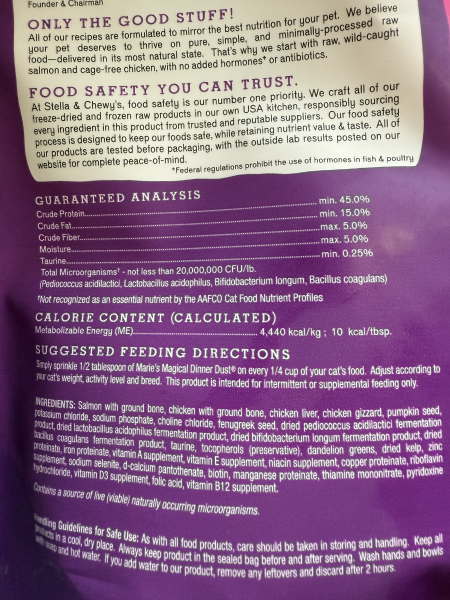 Founder & Chairman
ONLY THE GOOD STUFF!
All of our recipes are formulated to mirror the best nutrition for your pet. We believe
your pet deserves to thrive on pure, simple, and minimally-processed raw
food—delivered in its most natural state. That's why we start with raw, wild-caught
salmon and cage-free chicken, with no added hormones* or antibiotics.
FOOD SAFETY YOU CAN TRUST.
At Stella & Chewy's, food safety is our number one priority. We craft all of our
freeze-dried and frozen raw products in our own USA kitchen, responsibly sourcing
every ingredient in this product from trusted and reputable suppliers. Our food safety
process is designed to keep our foods safe, while retaining nutrient value & taste. All of
our products are tested before packaging, with the outside lab results posted on our
website for complete peace-of-mind.
*Federal regulations prohibit the use of hormones in fish & poultry
GUARANTEED ANALYSIS
Crude Protein min. 45.0%
Crude Fat min. 15.0%
Crude Fiber max. 5.0%
Moisture max. 5.0%
Taurine min. 0.25%
Total Microorganisms† - not less than 20,000,000 CFU/lb.
(Pediococcus acidilactici, Lactobacillus acidophilus, Bifidobacterium longum, Bacillus coagulans)
†Not recognized as an essential nutrient by the AAFCO Cat Food Nutrient Profiles
CALORIE CONTENT (CALCULATED)
Metabolizable Energy (ME) 4,440 kcal/kg ; 10 kcal/tbsp.
SUGGESTED FEEDING DIRECTIONS
Simply sprinkle 1/2 tablespoon of Marie's Magical Dinner Dust® on every 1/4 cup of your cat's food. Adjust according to
your cat's weight, activity level and breed. This product is intended for intermittent or supplemental feeding only.
INGREDIENTS: Salmon with ground bone, chicken with ground bone, chicken liver, chicken gizzard, pumpkin seed,
potassium chloride, sodium phosphate, choline chloride, fenugreek seed, dried pediococcus acidilactici fermentation
product, dried lactobacillus acidophilus fermentation product, dried bifidobacterium longum fermentation product, dried
bacillus coagulans fermentation product, taurine, tocopherols (preservative), dandelion greens, dried kelp, zinc
proteinate, iron proteinate, vitamin A supplement, vitamin E supplement, niacin supplement, copper proteinate, riboflavin
supplement, sodium selenite, d-calcium pantothenate, biotin, manganese proteinate, thiamine mononitrate, pyridoxine
hydrochloride, vitamin D3 supplement, folic acid, vitamin B12 supplement.
Contains a source of live (viable) naturally occurring microorganisms.
Handling Guidelines for Safe Use: As with all food products, care should be taken in storing and handling. Keep all
products in a cool, dry place. Always keep product in the sealed bag before and after serving. Wash hands and bowls
with soap and hot water. If you add water to our product, remove any leftovers and discard after 2 hours.